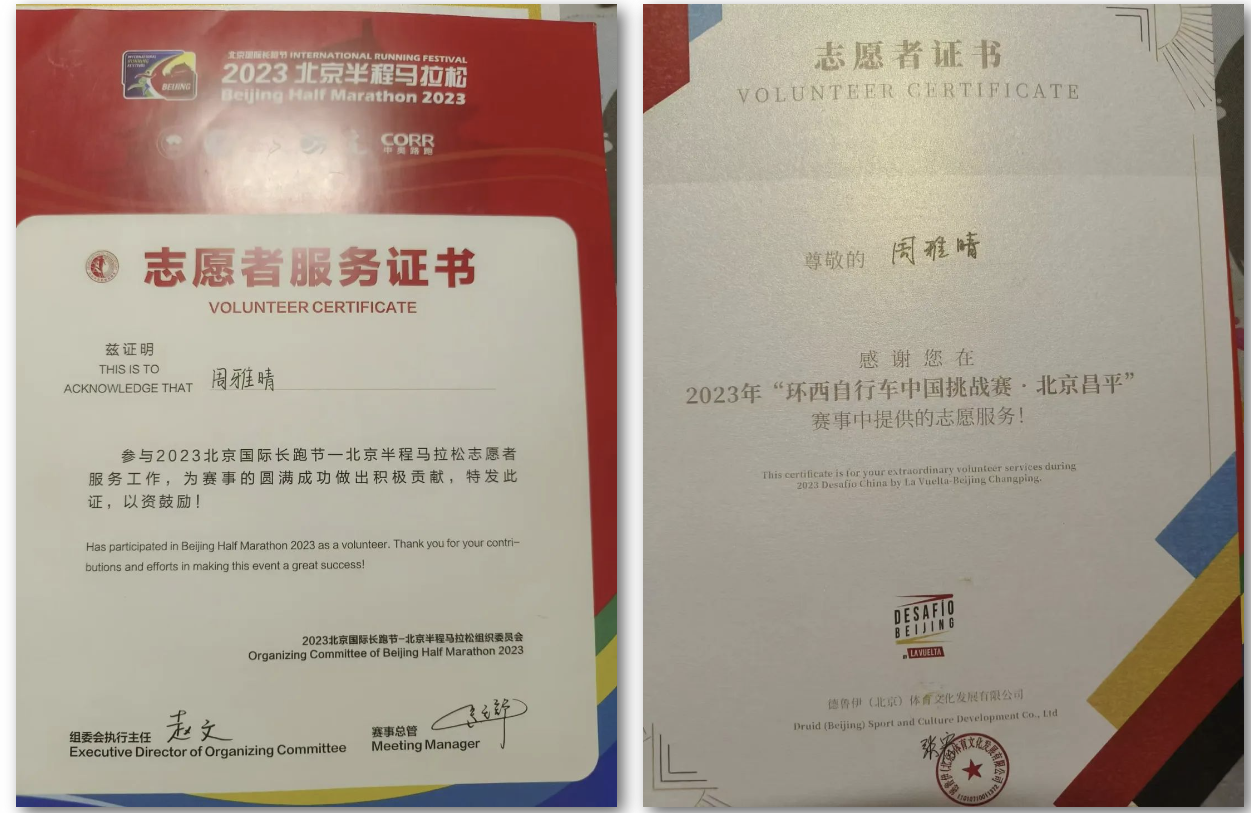 INTERNATIONAL RUNNING FESTIVAL
BEIJING
北京国际长跑节 INTERNATIONAL RUNNING FESTIVAL
2023 北京半程马拉松
Beijing Half Marathon 2023
CORR
中奥路跑
志愿者服务证书
VOLUNTEER CERTIFICATE
兹证明
THIS IS TO
ACKNOWLEDGE THAT
周雅晴
参与2023北京国际长跑节—北京半程马拉松志愿者
服务工作，为赛事的圆满成功做出积极贡献，特发此
证，以资鼓励！
Has participated in Beijing Half Marathon 2023 as a volunteer. Thank you for your contri-
butions and efforts in making this event a great success!
2023北京国际长跑节-北京半程马拉松组织委员会
Organizing Committee of Beijing Half Marathon 2023
组委会执行主任 赵文
Executive Director of Organizing Committee
赛事总管
Meeting Manager
志愿者证书
VOLUNTEER CERTIFICATE
尊敬的 周雅晴
感谢您在
2023年“环西自行车中国挑战赛·北京昌平”
赛事中提供的志愿服务！
This certificate is for your extraordinary volunteer services during
2023 Desafío China by La Vuelta-Beijing Changping.
DESAFÍO
BEIJING
LA VUELTA
德鲁伊（北京）体育文化发展有限公司
Druid (Beijing) Sport and Culture Development Co., Ltd